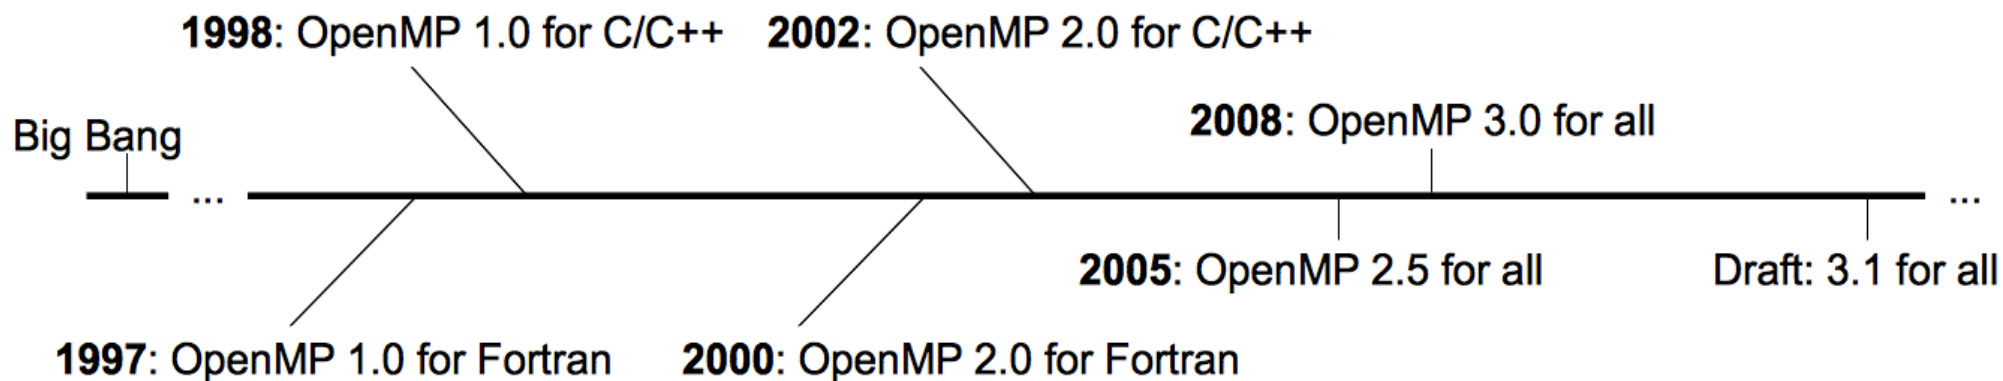 1998: OpenMP 1.0 for C/C++
2002: OpenMP 2.0 for C/C++
2008: OpenMP 3.0 for all
Big Bang
...
...
2005: OpenMP 2.5 for all
Draft: 3.1 for all
1997: OpenMP 1.0 for Fortran
2000: OpenMP 2.0 for Fortran